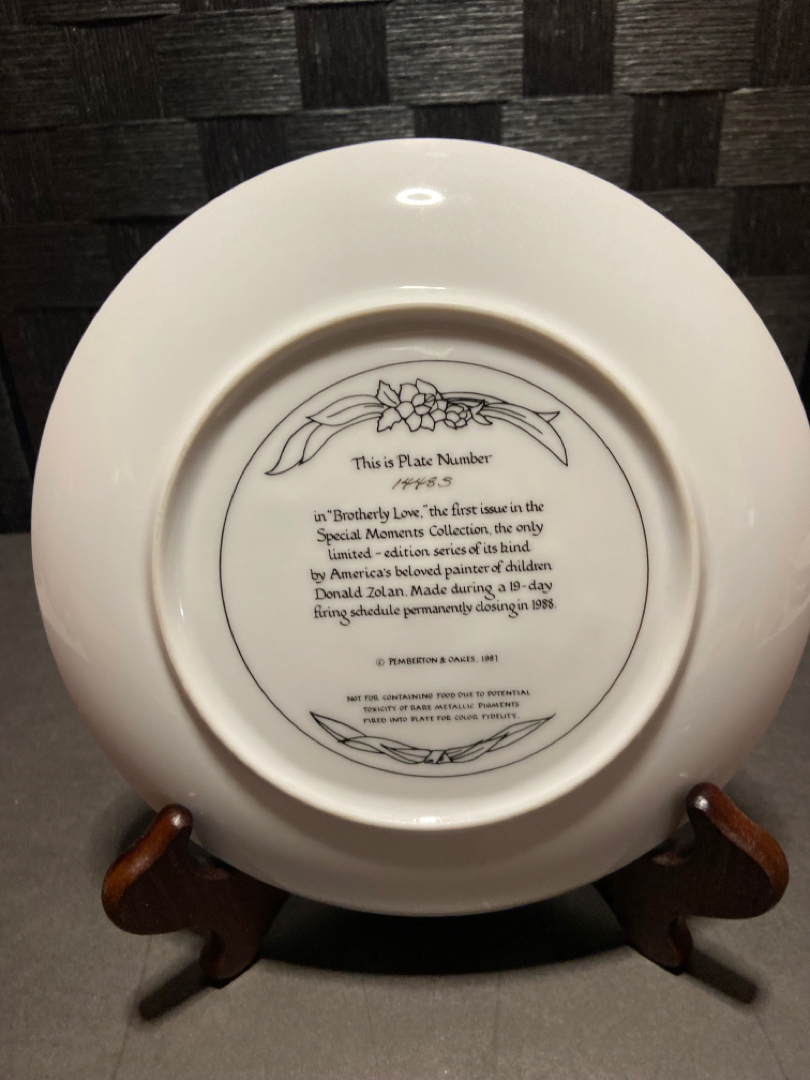 This is Plate Number
1448S
in "Brotherly Love," the first issue in the
Special Moments Collection, the only
limited-edition series of its kind
by America's beloved painter of children
Donald Zolan. Made during a 19-day
firing schedule permanently closing in 1988.
© PEMBERTON & OAKES, 1987
NOT FOR CONTAINING FOOD DUE TO POTENTIAL
TOXICITY OF RARE METALLIC PIGMENTS
FIRED INTO PLATE FOR COLOR FIDELITY.